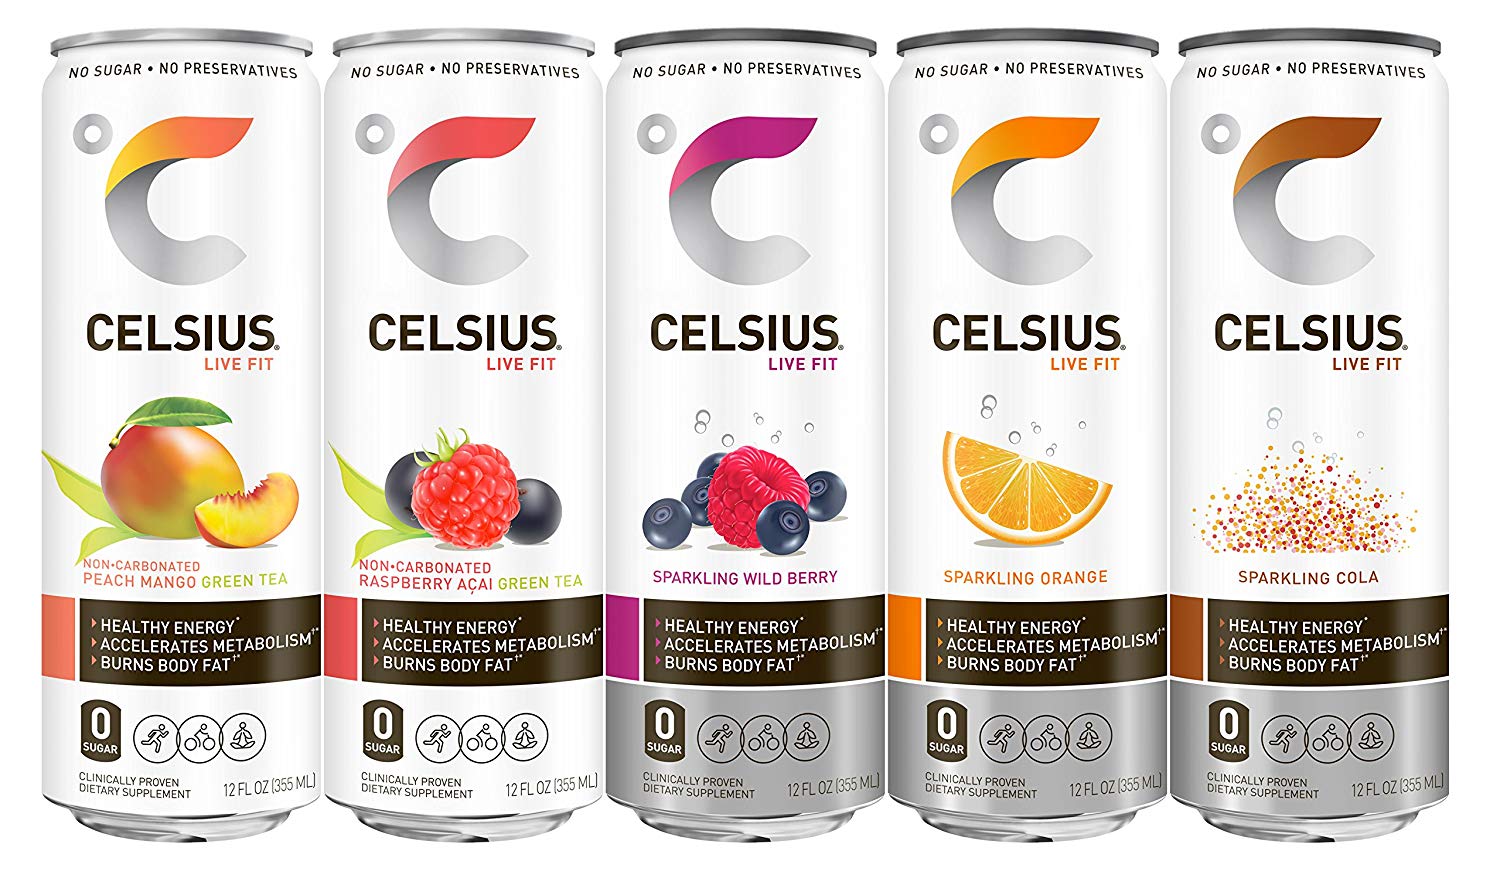 NO SUGAR • NO PRESERVATIVES
CELSIUS®
LIVE FIT
NON•CARBONATED
PEACH MANGO GREEN TEA
HEALTHY ENERGY*
ACCELERATES METABOLISM†*
BURNS BODY FAT†*
0
SUGAR
CLINICALLY PROVEN
DIETARY SUPPLEMENT
12 FL OZ (355 ML)
NO SUGAR • NO PRESERVATIVES
CELSIUS®
LIVE FIT
NON•CARBONATED
RASPBERRY AÇAI GREEN TEA
HEALTHY ENERGY*
ACCELERATES METABOLISM†*
BURNS BODY FAT†*
0
SUGAR
CLINICALLY PROVEN
DIETARY SUPPLEMENT
12 FL OZ (355 ML)
NO SUGAR • NO PRESERVATIVES
CELSIUS®
LIVE FIT
SPARKLING WILD BERRY
HEALTHY ENERGY*
ACCELERATES METABOLISM†*
BURNS BODY FAT†*
0
SUGAR
CLINICALLY PROVEN
DIETARY SUPPLEMENT
12 FL OZ (355 ML)
NO SUGAR • NO PRESERVATIVES
CELSIUS®
LIVE FIT
SPARKLING ORANGE
HEALTHY ENERGY*
ACCELERATES METABOLISM†*
BURNS BODY FAT†*
0
SUGAR
CLINICALLY PROVEN
DIETARY SUPPLEMENT
12 FL OZ (355 ML)
NO SUGAR • NO PRESERVATIVES
CELSIUS®
LIVE FIT
SPARKLING COLA
HEALTHY ENERGY*
ACCELERATES METABOLISM†*
BURNS BODY FAT†*
0
SUGAR
CLINICALLY PROVEN
DIETARY SUPPLEMENT
12 FL OZ (355 ML)